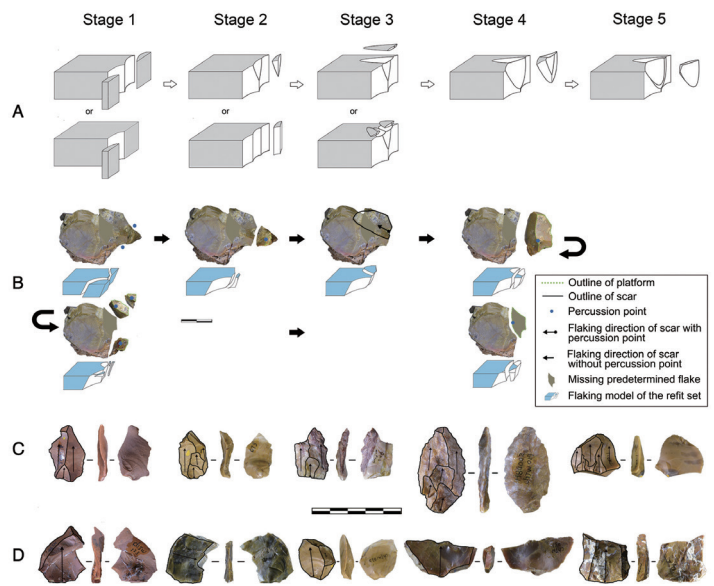 Stage 1
Stage 2
Stage 3
Stage 4
Stage 5
A
or
or
or
B
Outline of platform
Outline of scar
Percussion point
Flaking direction of scar with
percussion point
Flaking direction of scar
without percussion point
Missing predetermined flake
Flaking model of the refit set
C
D